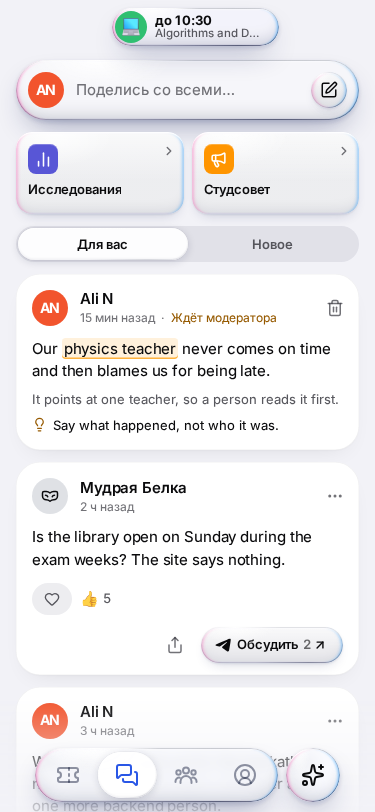 до 10:30
Algorithms and D...
AN
Поделись со всеми...
Исследования
Студсовет
Для вас
Новое
AN
Ali N
15 мин назад · Ждёт модератора
Our physics teacher never comes on time
and then blames us for being late.
It points at one teacher, so a person reads it first.
Say what happened, not who it was.
Мудрая Белка
2 ч назад
Is the library open on Sunday during the
exam weeks? The site says nothing.
👍 5
Обсудить 2
AN
Ali N
3 ч назад
one more backend person.